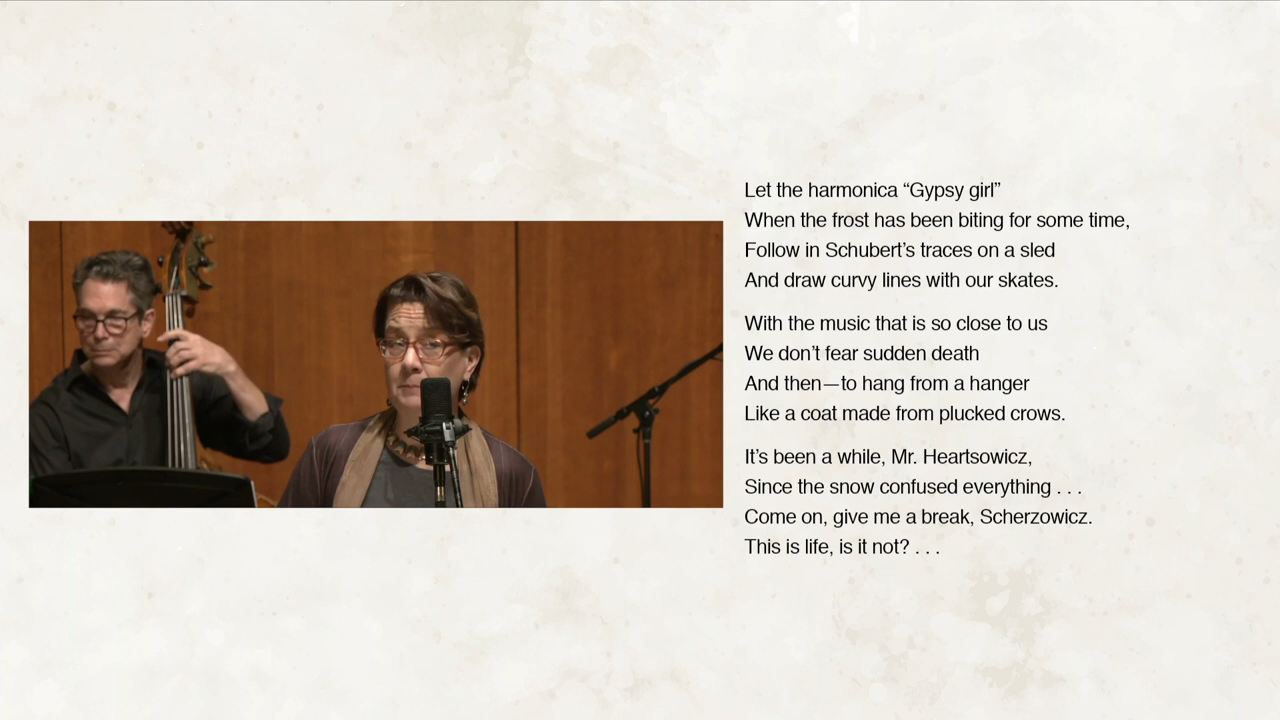 Let the harmonica “Gypsy girl”
When the frost has been biting for some time,
Follow in Schubert’s traces on a sled
And draw curvy lines with our skates.
With the music that is so close to us
We don’t fear sudden death
And then—to hang from a hanger
Like a coat made from plucked crows.
It’s been a while, Mr. Heartsowicz,
Since the snow confused everything . . .
Come on, give me a break, Scherzowicz.
This is life, is it not? . . .